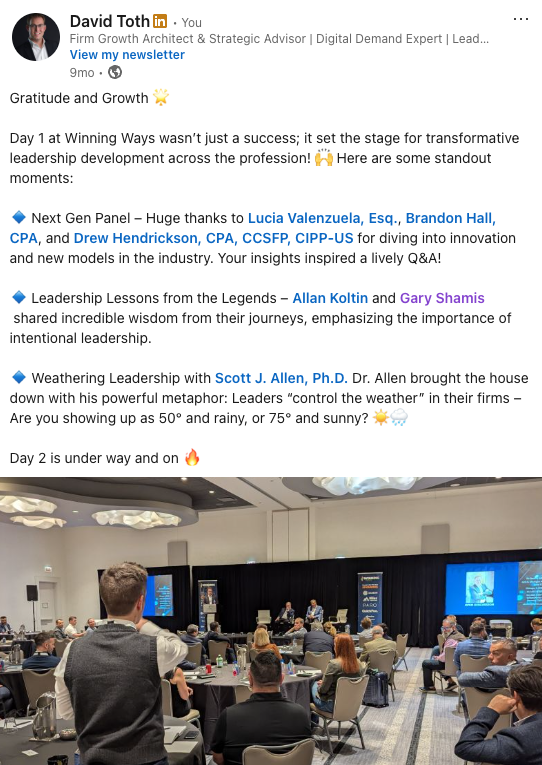 David Toth in • You
Firm Growth Architect & Strategic Advisor | Digital Demand Expert | Lead...
View my newsletter
9mo •
Gratitude and Growth 🌟
Day 1 at Winning Ways wasn’t just a success; it set the stage for transformative
leadership development across the profession! 🙌 Here are some standout
moments:
🔹 Next Gen Panel – Huge thanks to Lucia Valenzuela, Esq., Brandon Hall,
CPA, and Drew Hendrickson, CPA, CCSFP, CIPP-US for diving into innovation
and new models in the industry. Your insights inspired a lively Q&A!
🔹 Leadership Lessons from the Legends – Allan Koltin and Gary Shamis
shared incredible wisdom from their journeys, emphasizing the importance of
intentional leadership.
🔹 Weathering Leadership with Scott J. Allen, Ph.D. Dr. Allen brought the house
down with his powerful metaphor: Leaders “control the weather” in their firms –
Are you showing up as 50° and rainy, or 75° and sunny? ☀️🌧️
Day 2 is under way and on 🔥